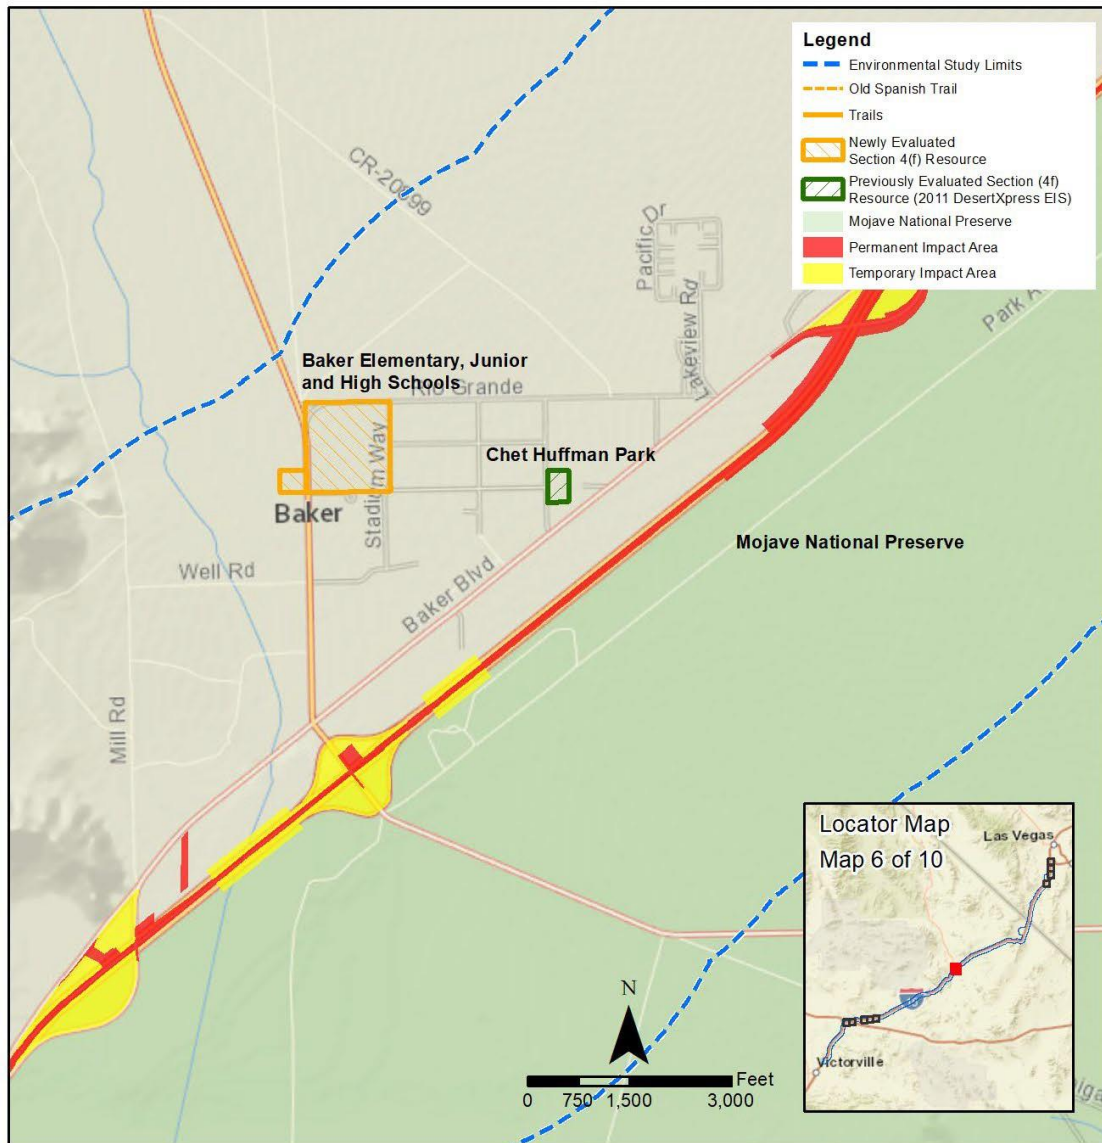 Legend
Environmental Study Limits
Old Spanish Trail
Trails
Newly Evaluated
Section 4(f) Resource
Previously Evaluated Section (4f)
Resource (2011 DesertXpress EIS)
Mojave National Preserve
Permanent Impact Area
Temporary Impact Area
CR-20899
Pacific Dr
Lakeview Rd
Park A
Baker Elementary, Junior
and High Schools
Rio Grande
Stadium Way
Chet Huffman Park
Baker
Mojave National Preserve
Well Rd
Baker Blvd
Mill Rd
Locator Map
Map 6 of 10
Las Vegas
15
Victorville
N
Feet
0 750 1,500 3,000